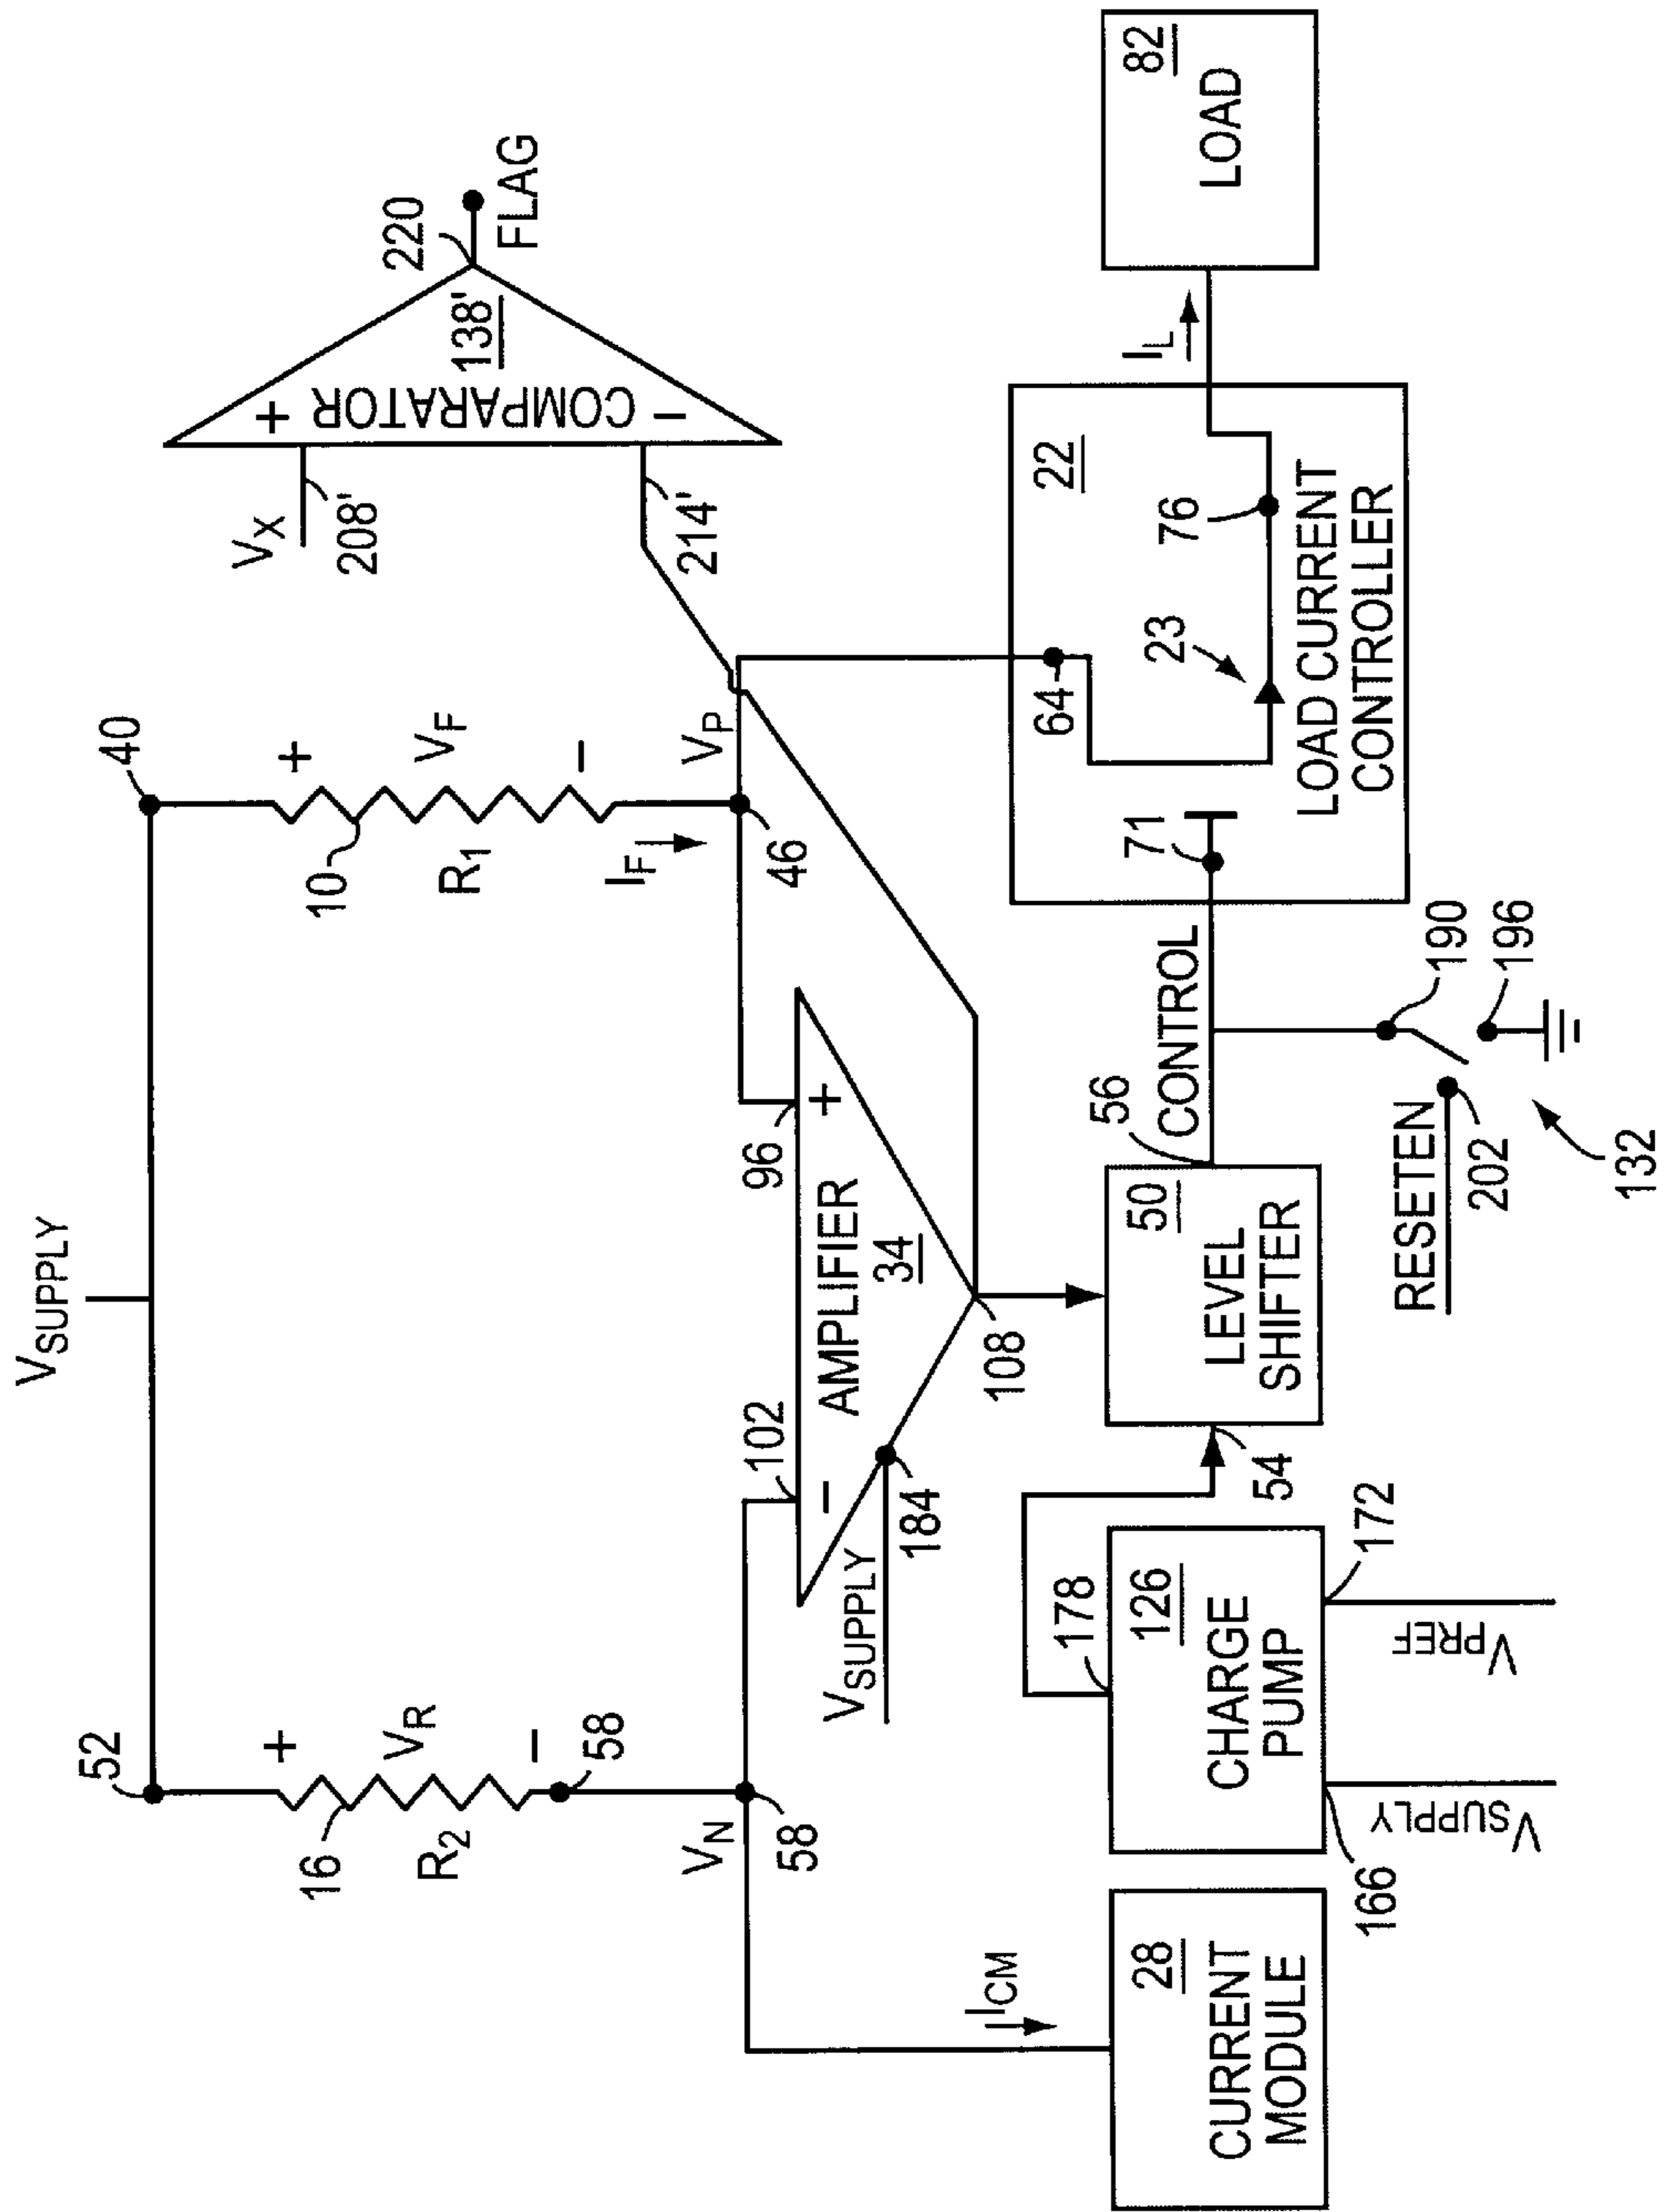 VSUPPLY
52
40
+
VR
−
16
R2
58
+
VF
−
10
R1
IF
VX
208'
+
COMPARATOR
−
138'
220
FLAG
214'
VN
58
102
−
AMPLIFIER
34
96
+
46
VP
VSUPPLY
184
108
ICM
28
CURRENT
MODULE
178
126
CHARGE
PUMP
166
VSUPPLY
172
VPREF
54
50
LEVEL
SHIFTER
56
CONTROL
RESETEN
202
190
196
132
64
71
23
76
22
LOAD CURRENT
CONTROLLER
IL
82
LOAD